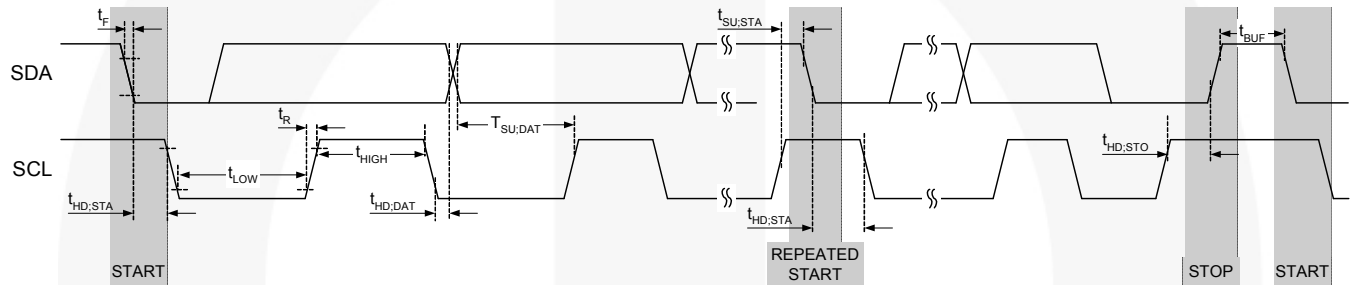 tF
tSU;STA
tBUF
SDA
tR
TSU;DAT
tHIGH
tHD;STO
SCL
tLOW
tHD;STA
tHD;DAT
tHD;STA
START
REPEATED
START
STOP
START